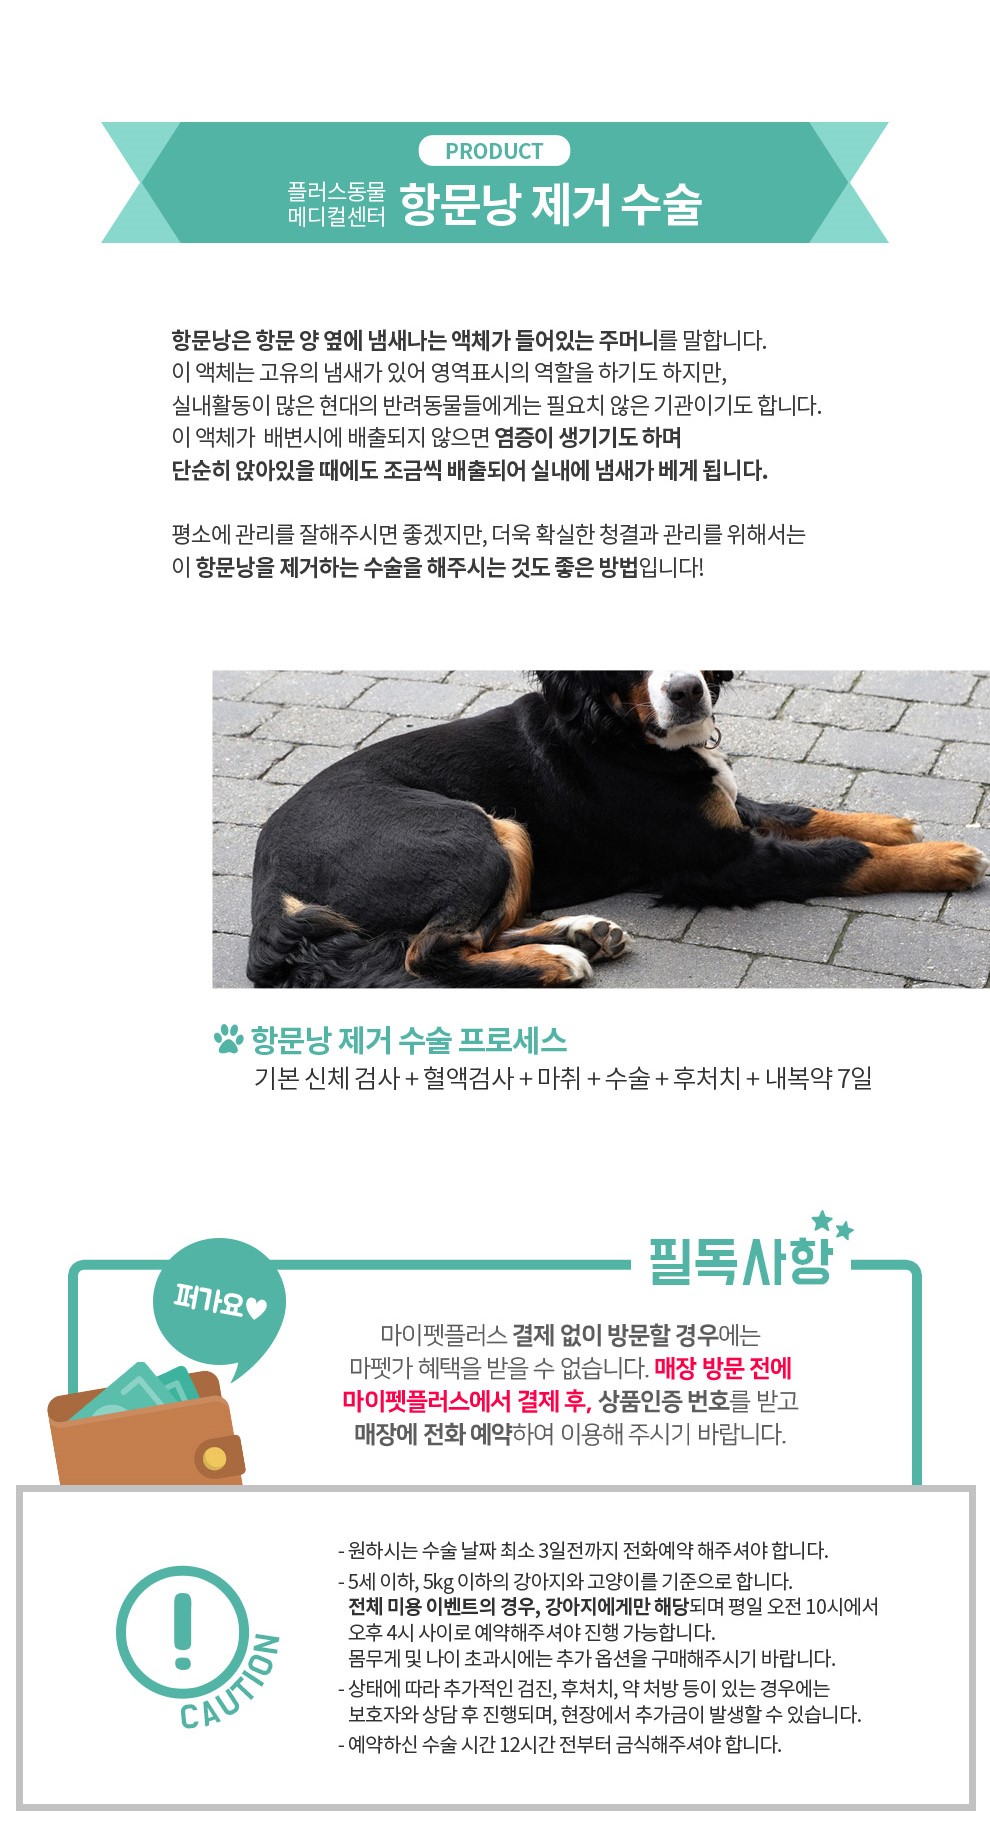 PRODUCT
플러스동물
메디컬센터
항문낭 제거 수술
항문낭은 항문 양 옆에 냄새나는 액체가 들어있는 주머니를 말합니다.
이 액체는 고유의 냄새가 있어 영역표시의 역할을 하기도 하지만,
실내활동이 많은 현대의 반려동물들에게는 필요치 않은 기관이기도 합니다.
이 액체가 배변시에 배출되지 않으면 염증이 생기기도 하며
단순히 앉아있을 때에도 조금씩 배출되어 실내에 냄새가 베게 됩니다.
평소에 관리를 잘해주시면 좋겠지만, 더욱 확실한 청결과 관리를 위해서는
이 항문낭을 제거하는 수술을 해주시는 것도 좋은 방법입니다!
항문낭 제거 수술 프로세스
기본 신체 검사 + 혈액검사 + 마취 + 수술 + 후처치 + 내복약 7일
필독사항
퍼가요
마이펫플러스 결제 없이 방문할 경우에는
마펫가 혜택을 받을 수 없습니다. 매장 방문 전에
마이펫플러스에서 결제 후, 상품인증 번호를 받고
매장에 전화 예약하여 이용해 주시기 바랍니다.
- 원하시는 수술 날짜 최소 3일전까지 전화예약 해주셔야 합니다.
- 5세 이하, 5kg 이하의 강아지와 고양이를 기준으로 합니다.
전체 미용 이벤트의 경우, 강아지에게만 해당되며 평일 오전 10시에서
오후 4시 사이로 예약해주셔야 진행 가능합니다.
몸무게 및 나이 초과시에는 추가 옵션을 구매해주시기 바랍니다.
- 상태에 따라 추가적인 검진, 후처치, 약 처방 등이 있는 경우에는
보호자와 상담 후 진행되며, 현장에서 추가금이 발생할 수 있습니다.
- 예약하신 수술 시간 12시간 전부터 금식해주셔야 합니다.
CAUTION